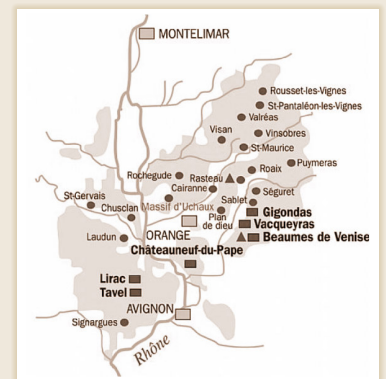 MONTELIMAR
Rousset-les-Vignes
St-Pantaléon-les-Vignes
Valréas
Visan
Vinsobres
St-Maurice
Puymeras
Rochegude
Rasteau
Roaix
Cairanne
Séguret
St-Gervais
Massif d'Uchaux
Sablet
Chusclan
Plan
de dieu
Gigondas
Vacqueyras
Laudun
ORANGE
Beaumes de Venise
Châteauneuf-du-Pape
Lirac
Tavel
AVIGNON
Signargues
Rhône